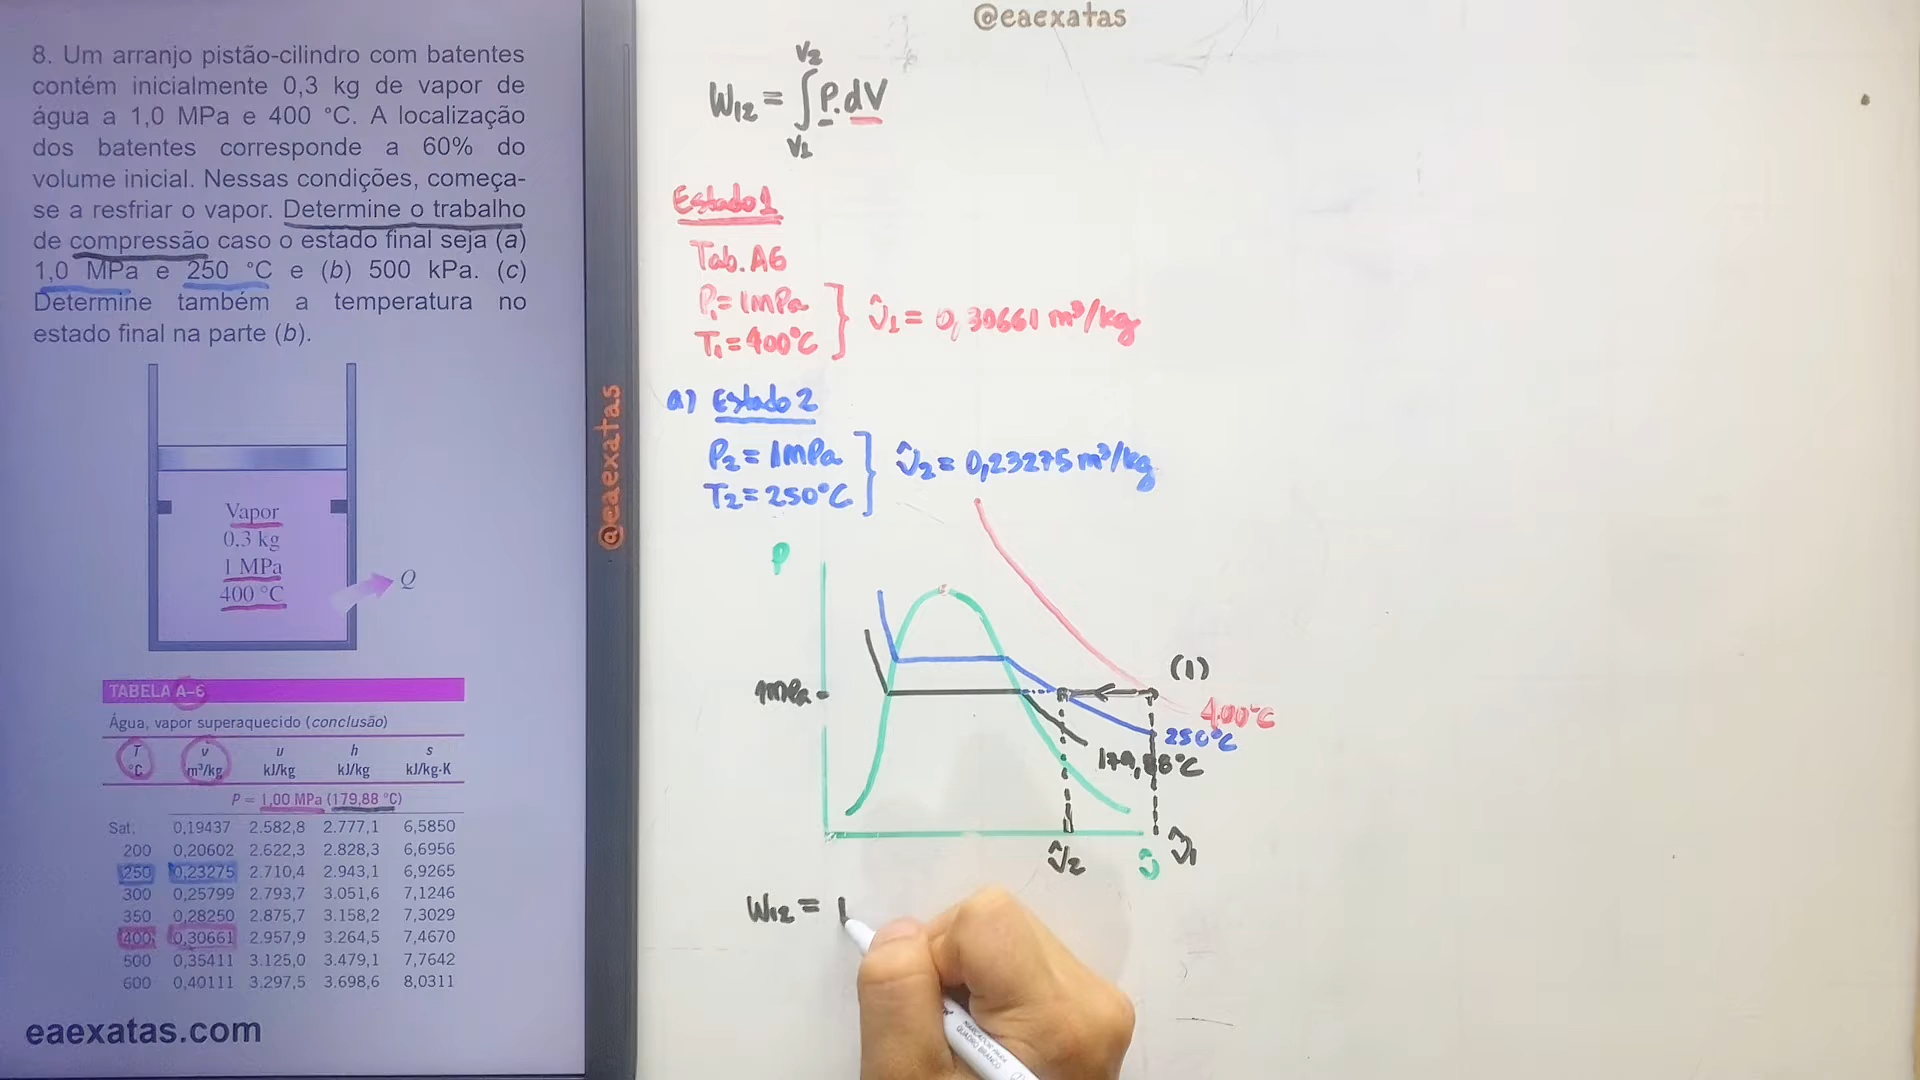 8. Um arranjo pistão-cilindro com batentes
contém inicialmente 0,3 kg de vapor de
água a 1,0 MPa e 400 °C. A localização
dos batentes corresponde a 60% do
volume inicial. Nessas condições, começa-
se a resfriar o vapor. Determine o trabalho
de compressão caso o estado final seja (a)
1,0 MPa e 250 °C e (b) 500 kPa. (c)
Determine também a temperatura no
estado final na parte (b).
Vapor
0.3 kg
1 MPa
400 °C
Q
TABELA A–6
Água, vapor superaquecido (conclusão)
T v u h s
°C m³/kg kJ/kg kJ/kg kJ/kg·K
P = 1,00 MPa (179,88 °C)
Sat. 0,19437 2.582,8 2.777,1 6,5850
200 0,20602 2.622,3 2.828,3 6,6956
250 0,23275 2.710,4 2.943,1 6,9265
300 0,25799 2.793,7 3.051,6 7,1246
350 0,28250 2.875,7 3.158,2 7,3029
400 0,30661 2.957,9 3.264,5 7,4670
500 0,35411 3.125,0 3.479,1 7,7642
600 0,40111 3.297,5 3.698,6 8,0311
eaexatas.com
@eaexatas
@eaexatas
V2
W12 = ∫ P. dV
V1
Estado 1
Tab. A6
P1 = 1MPa
T1 = 400°C
v̂1 = 0,30661 m³/kg
a) Estado 2
P2 = 1MPa
T2 = 250°C
v̂2 = 0,23275 m³/kg
P
1MPa
(1)
400°C
250°C
179,88°C
v̂2 v̂ v̂1
W12 =
MARCADOR PARA
QUADRO BRANCO